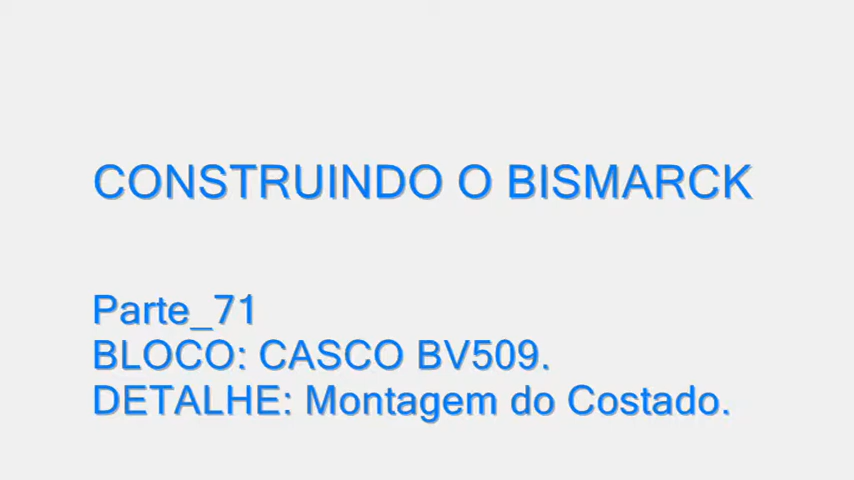 CONSTRUINDO O BISMARCK
Parte_71
BLOCO: CASCO BV509.
DETALHE: Montagem do Costado.